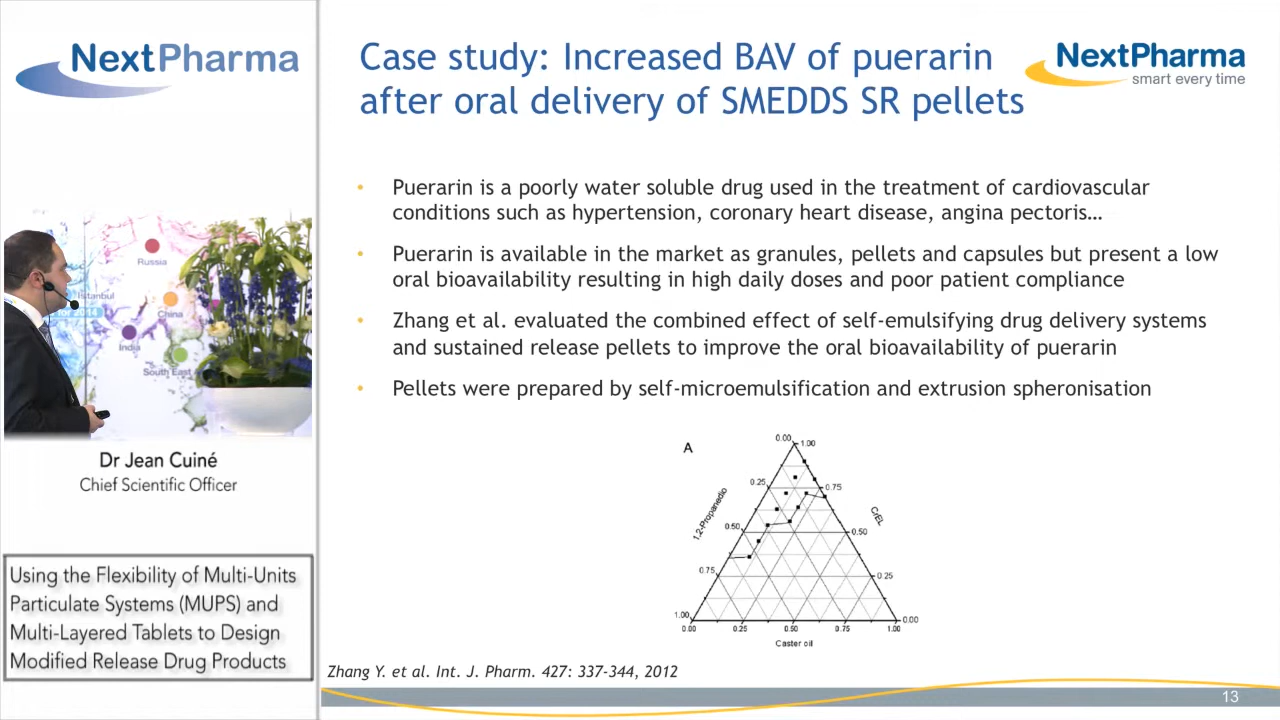 NextPharma
Case study: Increased BAV of puerarin
after oral delivery of SMEDDS SR pellets
NextPharma
smart every time
• Puerarin is a poorly water soluble drug used in the treatment of cardiovascular
conditions such as hypertension, coronary heart disease, angina pectoris…
• Puerarin is available in the market as granules, pellets and capsules but present a low
oral bioavailability resulting in high daily doses and poor patient compliance
• Zhang et al. evaluated the combined effect of self-emulsifying drug delivery systems
and sustained release pellets to improve the oral bioavailability of puerarin
• Pellets were prepared by self-microemulsification and extrusion spheronisation
Russia
Istanbul
China
for 2014
India
South East
Dr Jean Cuiné
Chief Scientific Officer
Using the Flexibility of Multi-Units
Particulate Systems (MUPS) and
Multi-Layered Tablets to Design
Modified Release Drug Products
A
0.00
1.00
0.25
0.75
1,2-Propanedio
CrEL
0.50
0.50
0.75
0.25
1.00
0.00
0.00 0.25 0.50 0.75 1.00
Caster oil
Zhang Y. et al. Int. J. Pharm. 427: 337-344, 2012
13